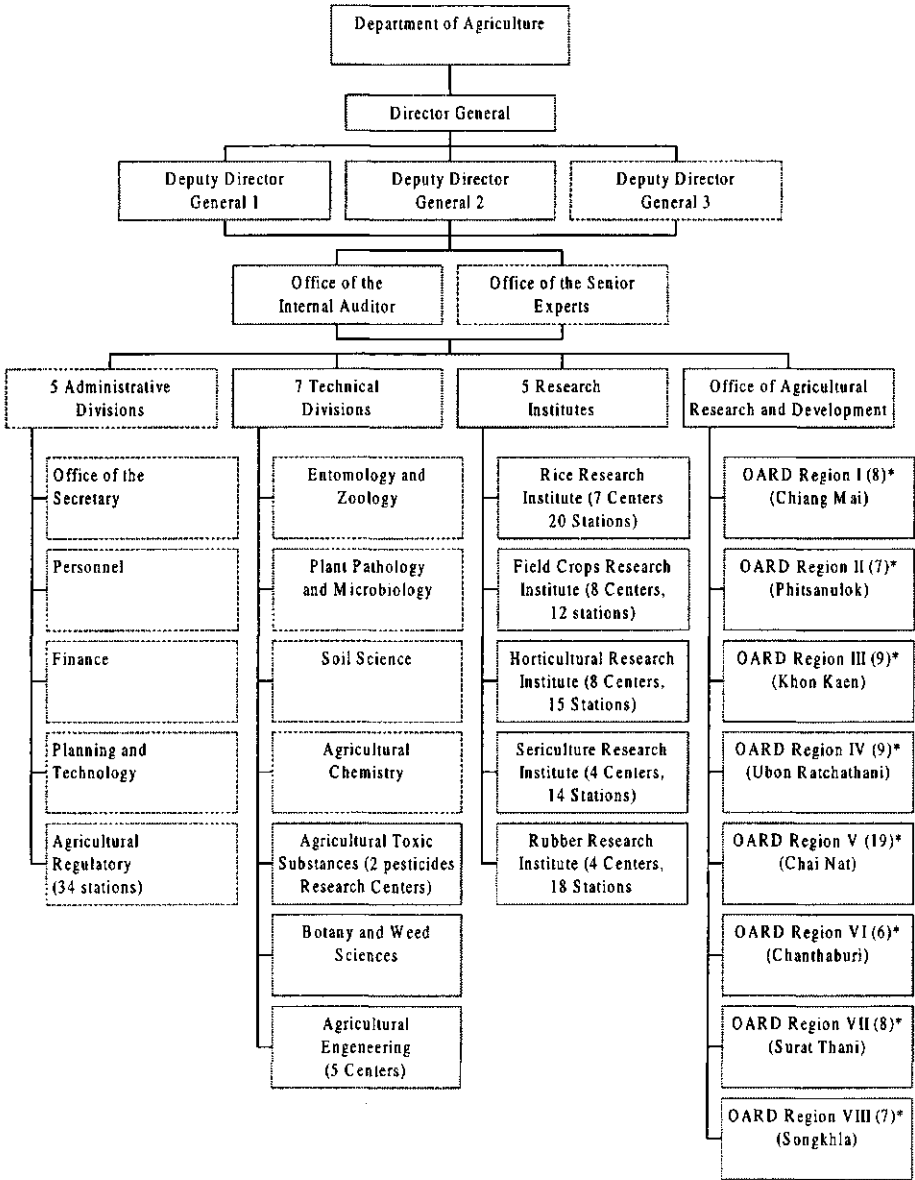 Department of Agriculture
Director General
Deputy Director
General 1
Deputy Director
General 2
Deputy Director
General 3
Office of the
Internal Auditor
Office of the Senior
Experts
5 Administrative
Divisions
Office of the
Secretary
Personnel
Finance
Planning and
Technology
Agricultural
Regulatory
(34 stations)
7 Technical
Divisions
Entomology and
Zoology
Plant Pathology
and Microbiology
Soil Science
Agricultural
Chemistry
Agricultural Toxic
Substances (2 pesticides
Research Centers)
Botany and Weed
Sciences
Agricultural
Engeneering
(5 Centers)
5 Research
Institutes
Rice Research
Institute (7 Centers
20 Stations)
Field Crops Research
Institute (8 Centers,
12 stations)
Horticultural Research
Institute (8 Centers,
15 Stations)
Sericulture Research
Institute (4 Centers,
14 Stations)
Rubber Research
Institute (4 Centers,
18 Stations
Office of Agricultural
Research and Development
OARD Region I (8)*
(Chiang Mai)
OARD Region II (7)*
(Phitsanulok)
OARD Region III (9)*
(Khon Kaen)
OARD Region IV (9)*
(Ubon Ratchathani)
OARD Region V (19)*
(Chai Nat)
OARD Region VI (6)*
(Chanthaburi)
OARD Region VII (8)*
(Surat Thani)
OARD Region VIII (7)*
(Songkhla)